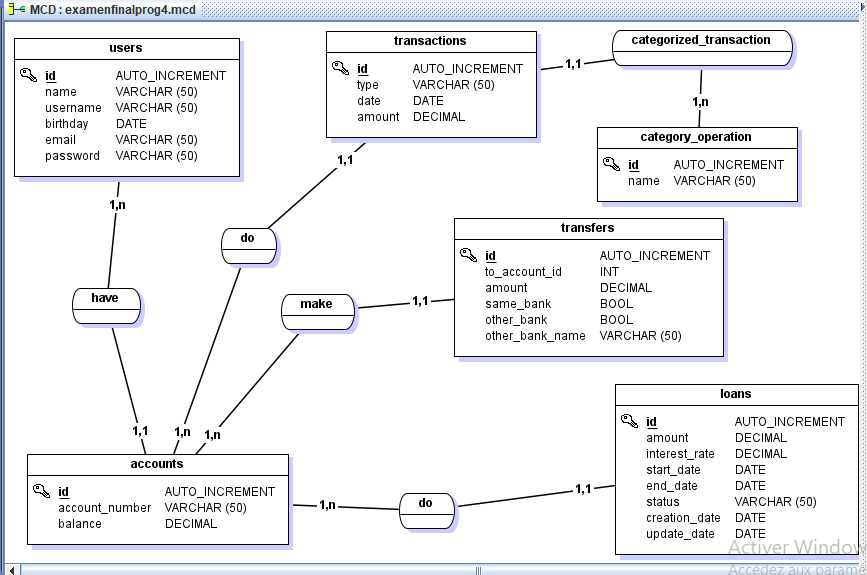 MCD : examenfinalprog4.mcd
users
id AUTO_INCREMENT
name VARCHAR (50)
username VARCHAR (50)
birthday DATE
email VARCHAR (50)
password VARCHAR (50)
transactions
id AUTO_INCREMENT
type VARCHAR (50)
date DATE
amount DECIMAL
1,1
categorized_transaction
1,n
category_operation
id AUTO_INCREMENT
name VARCHAR (50)
1,1
1,n
do
transfers
id AUTO_INCREMENT
to_account_id INT
amount DECIMAL
same_bank BOOL
other_bank BOOL
other_bank_name VARCHAR (50)
have
make
1,1
1,1
1,n
1,n
accounts
id AUTO_INCREMENT
account_number VARCHAR (50)
balance DECIMAL
1,n
do
1,1
loans
id AUTO_INCREMENT
amount DECIMAL
interest_rate DECIMAL
start_date DATE
end_date DATE
status VARCHAR (50)
creation_date DATE
update_date DATE
Activer Window
Accédez aux paramè